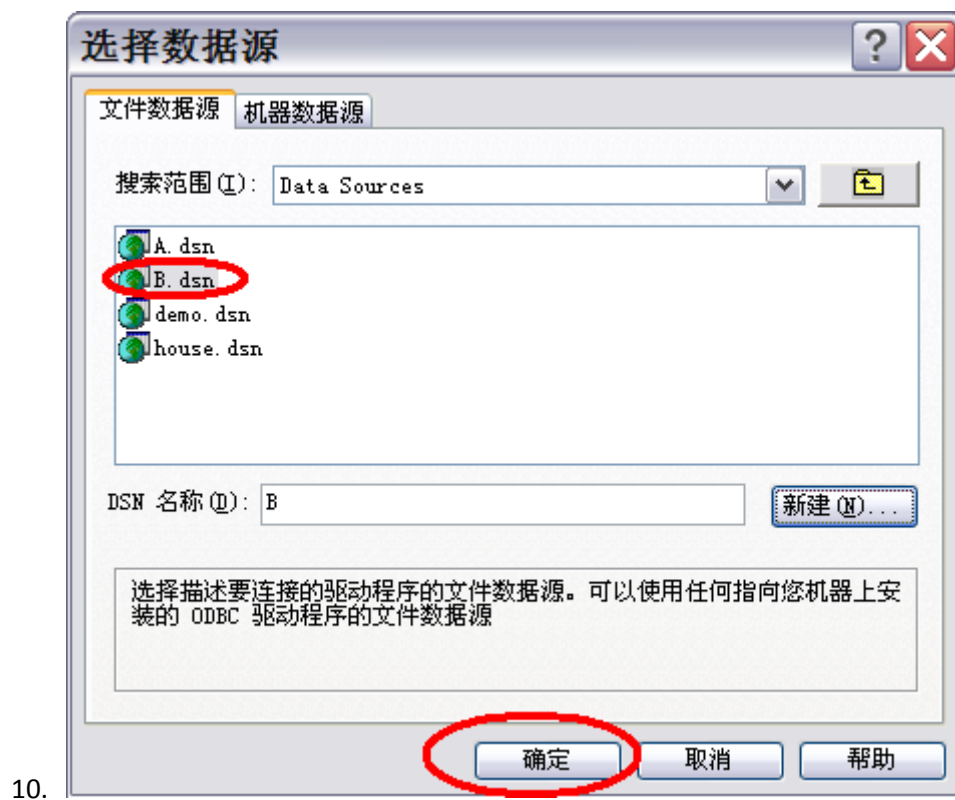 选择数据源
文件数据源 机器数据源
搜索范围(I): Data Sources
A.dsn
B.dsn
demo.dsn
house.dsn
DSN 名称(D): B 新建(N)...
选择描述要连接的驱动程序的文件数据源。可以使用任何指向您机器上安
装的 ODBC 驱动程序的文件数据源
确定 取消 帮助
10.